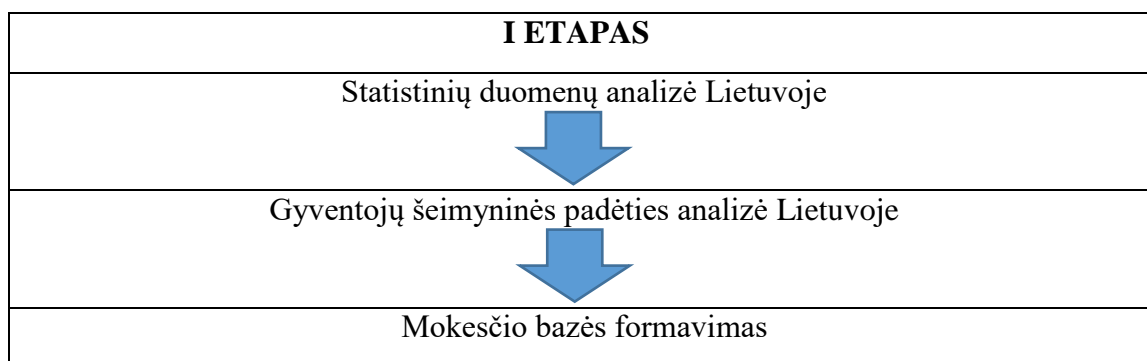 I ETAPAS
Statistinių duomenų analizė Lietuvoje
Gyventojų šeimyninės padėties analizė Lietuvoje
Mokesčio bazės formavimas